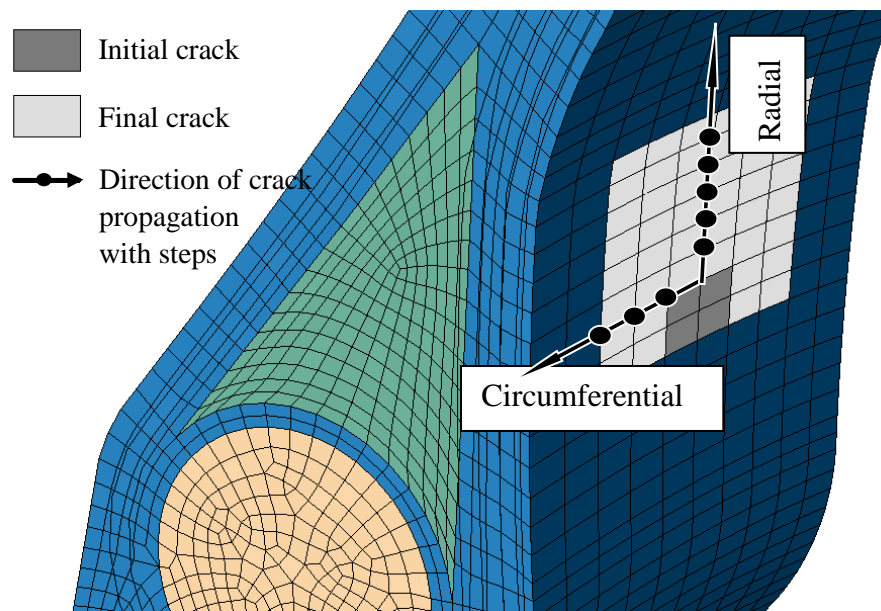 Initial crack
Final crack
Direction of crack
propagation
with steps
Radial
Circumferential